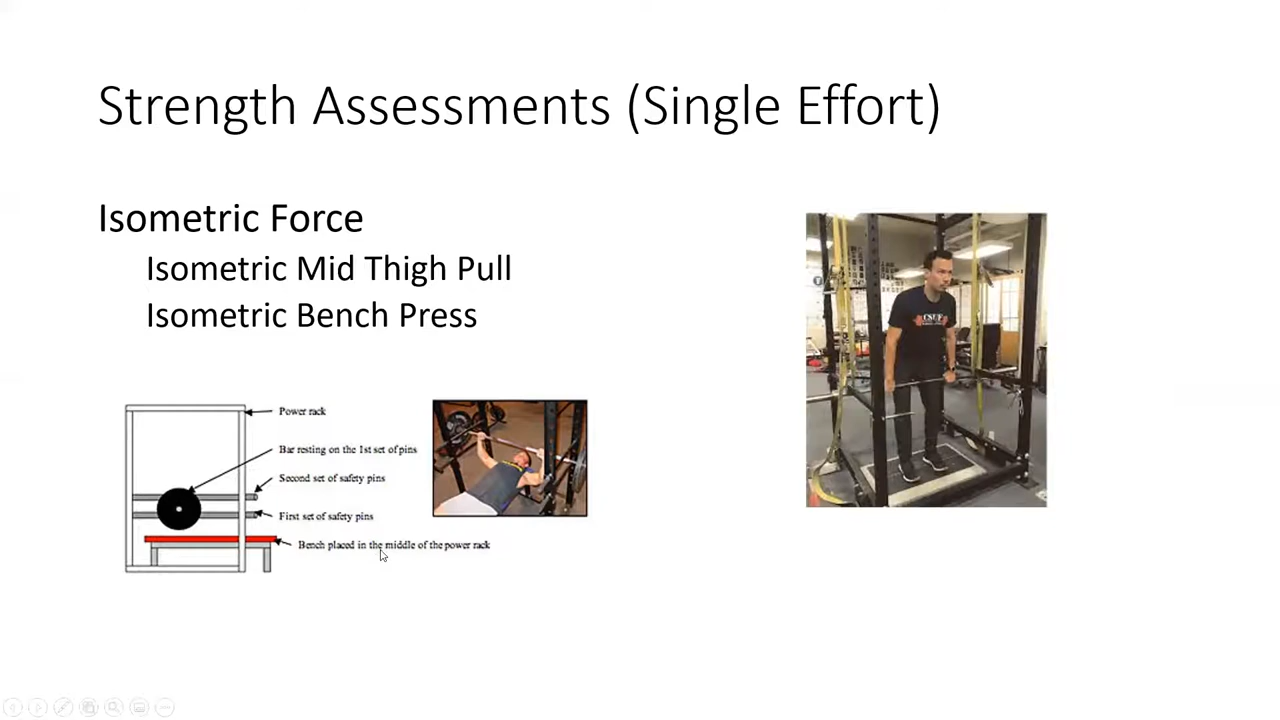 Strength Assessments (Single Effort)
Isometric Force
Isometric Mid Thigh Pull
Isometric Bench Press
Power rack
Bar resting on the 1st set of pins
Second set of safety pins
First set of safety pins
Bench placed in the middle of the power rack
CSUF